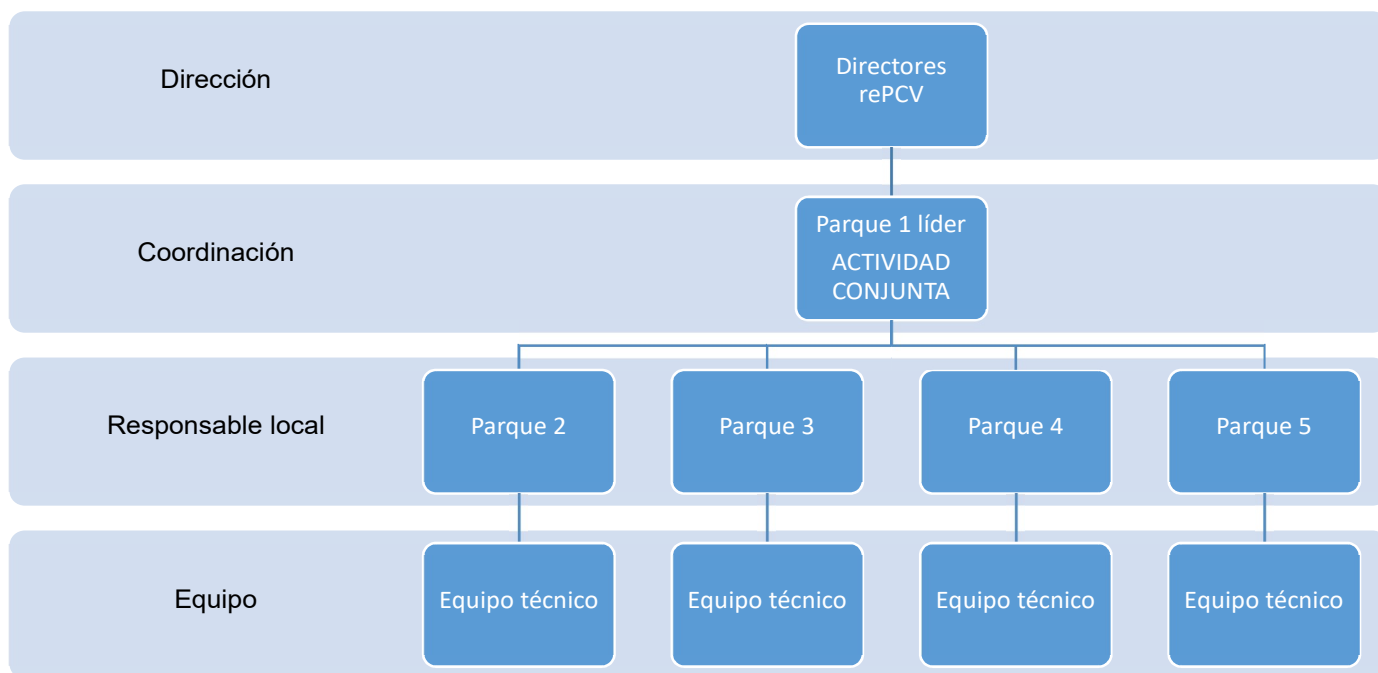 Dirección
Directores
rePCV
Coordinación
Parque 1 líder
ACTIVIDAD
CONJUNTA
Responsable local
Parque 2
Parque 3
Parque 4
Parque 5
Equipo
Equipo técnico
Equipo técnico
Equipo técnico
Equipo técnico